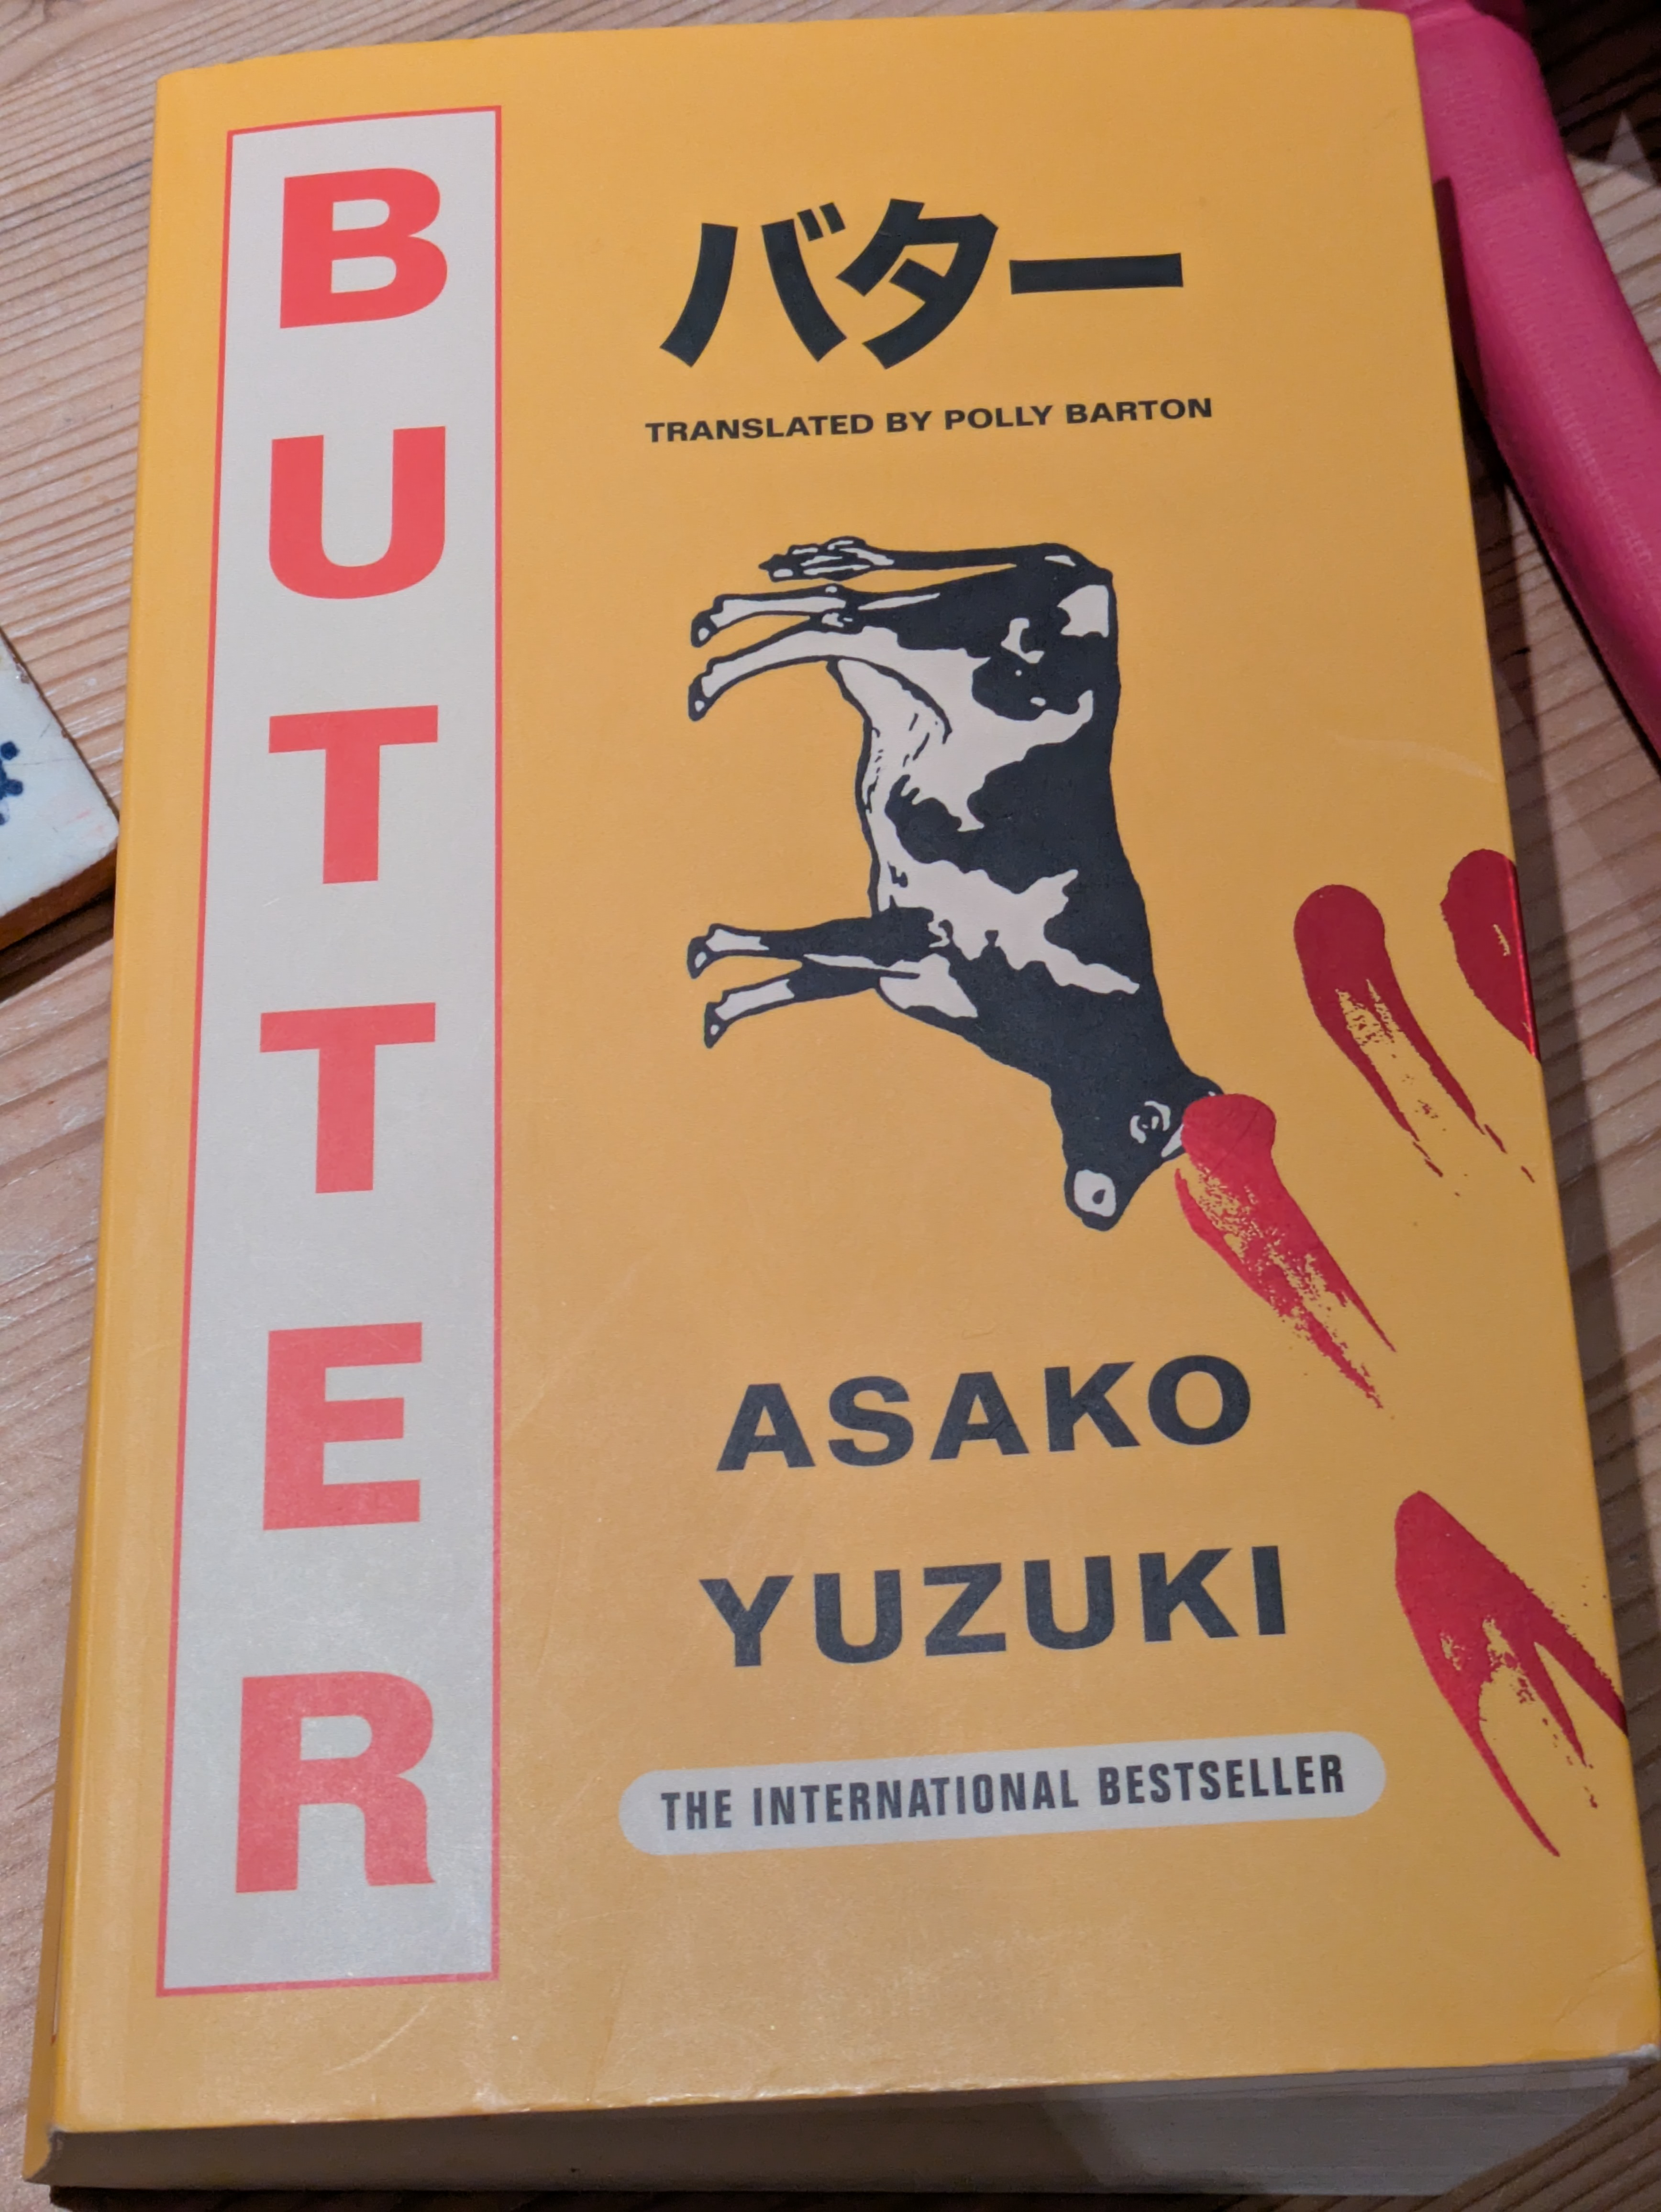 BUTTER
バター
TRANSLATED BY POLLY BARTON
ASAKO
YUZUKI
THE INTERNATIONAL BESTSELLER